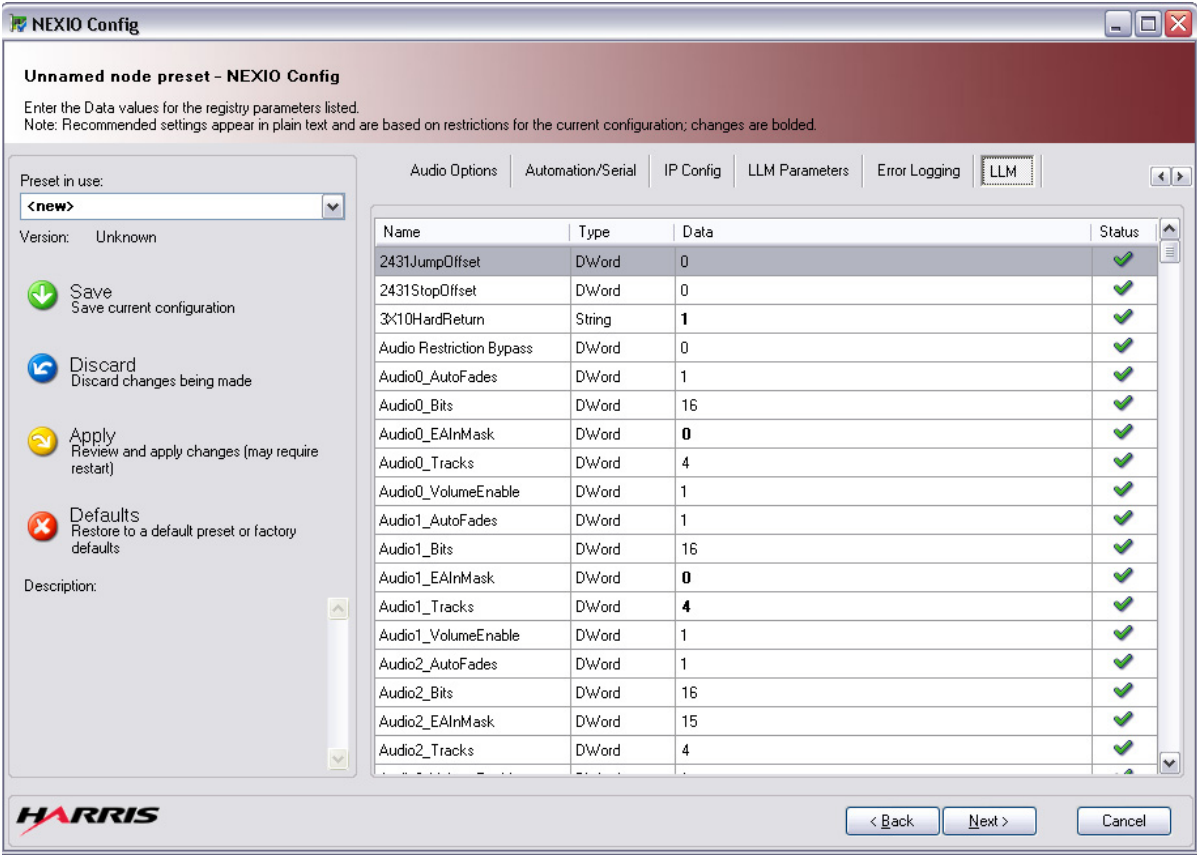 NEXIO Config
Unnamed node preset - NEXIO Config
Enter the Data values for the registry parameters listed.
Note: Recommended settings appear in plain text and are based on restrictions for the current configuration; changes are bolded.
Preset in use:
<new>
Version: Unknown
Save
Save current configuration
Discard
Discard changes being made
Apply
Review and apply changes (may require
restart)
Defaults
Restore to a default preset or factory
defaults
Description:
Audio Options Automation/Serial IP Config LLM Parameters Error Logging LLM
Name Type Data Status
2431JumpOffset DWord 0
2431StopOffset DWord 0
3X10HardReturn String 1
Audio Restriction Bypass DWord 0
Audio0_AutoFades DWord 1
Audio0_Bits DWord 16
Audio0_EAInMask DWord 0
Audio0_Tracks DWord 4
Audio0_VolumeEnable DWord 1
Audio1_AutoFades DWord 1
Audio1_Bits DWord 16
Audio1_EAInMask DWord 0
Audio1_Tracks DWord 4
Audio1_VolumeEnable DWord 1
Audio2_AutoFades DWord 1
Audio2_Bits DWord 16
Audio2_EAInMask DWord 15
Audio2_Tracks DWord 4
HARRIS
< Back Next > Cancel